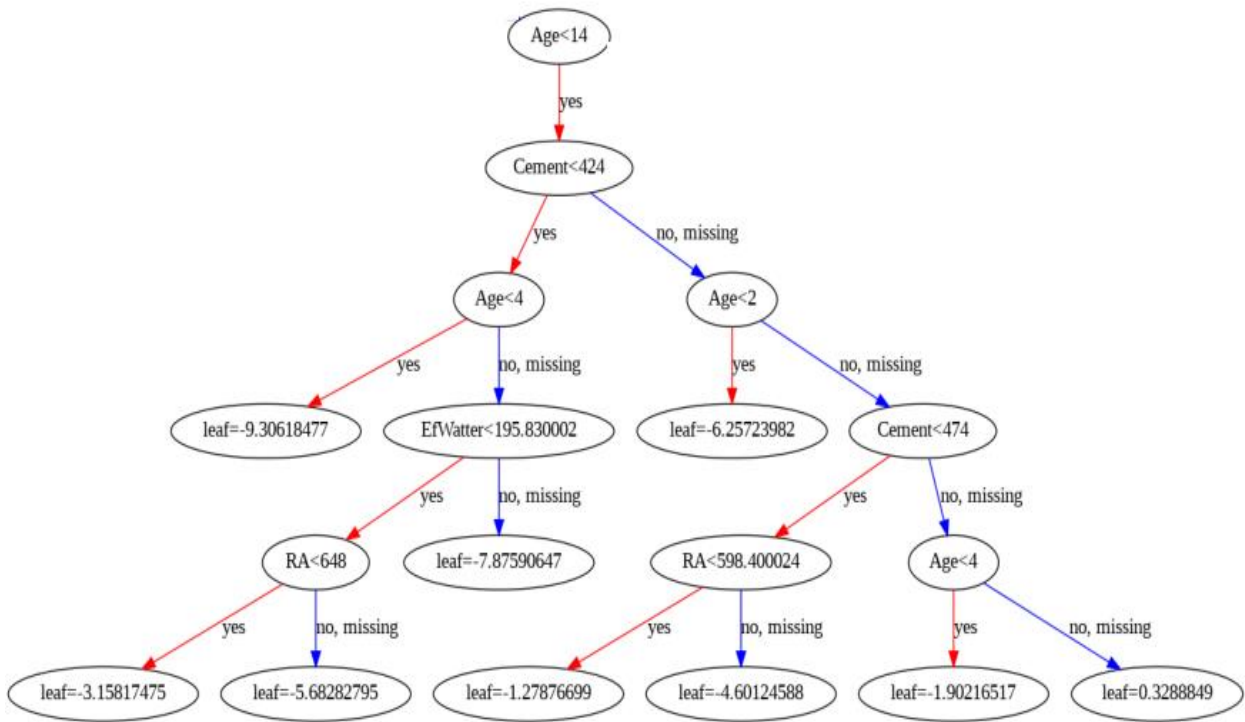 Age<14
yes
Cement<424
yes
no, missing
Age<4
Age<2
yes
no, missing
yes
no, missing
leaf=-9.30618477
EfWatter<195.830002
leaf=-6.25723982
Cement<474
yes
no, missing
yes
no, missing
RA<648
leaf=-7.87590647
RA<598.400024
Age<4
yes
no, missing
yes
no, missing
yes
no, missing
leaf=-3.15817475
leaf=-5.68282795
leaf=-1.27876699
leaf=-4.60124588
leaf=-1.90216517
leaf=0.3288849